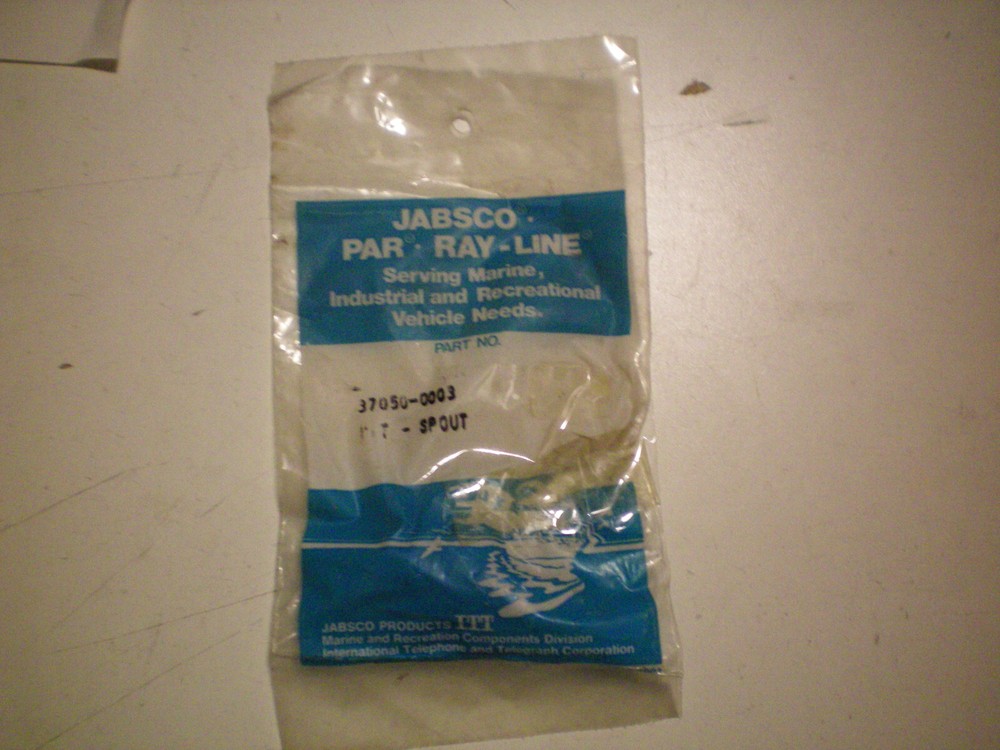 JABSCO® ·
PAR® · RAY-LINE®
Serving Marine,
Industrial and Recreational
Vehicle Needs.
PART NO.
37050-0003
- SPOUT
JABSCO PRODUCTS ITT
Marine and Recreation Components Division
International Telephone and Telegraph Corporation